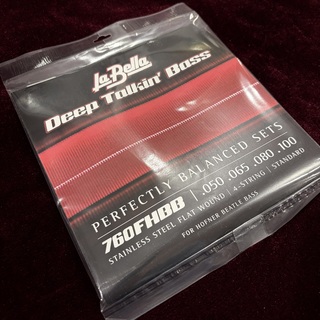 La Bella
Deep Talkin' Bass
PERFECTLY BALANCED SETS
760FHBB | .050 .065 .080 .100
STAINLESS STEEL FLAT WOUND | 4-STRING | STANDARD
FOR HOFNER BEATLE BASS